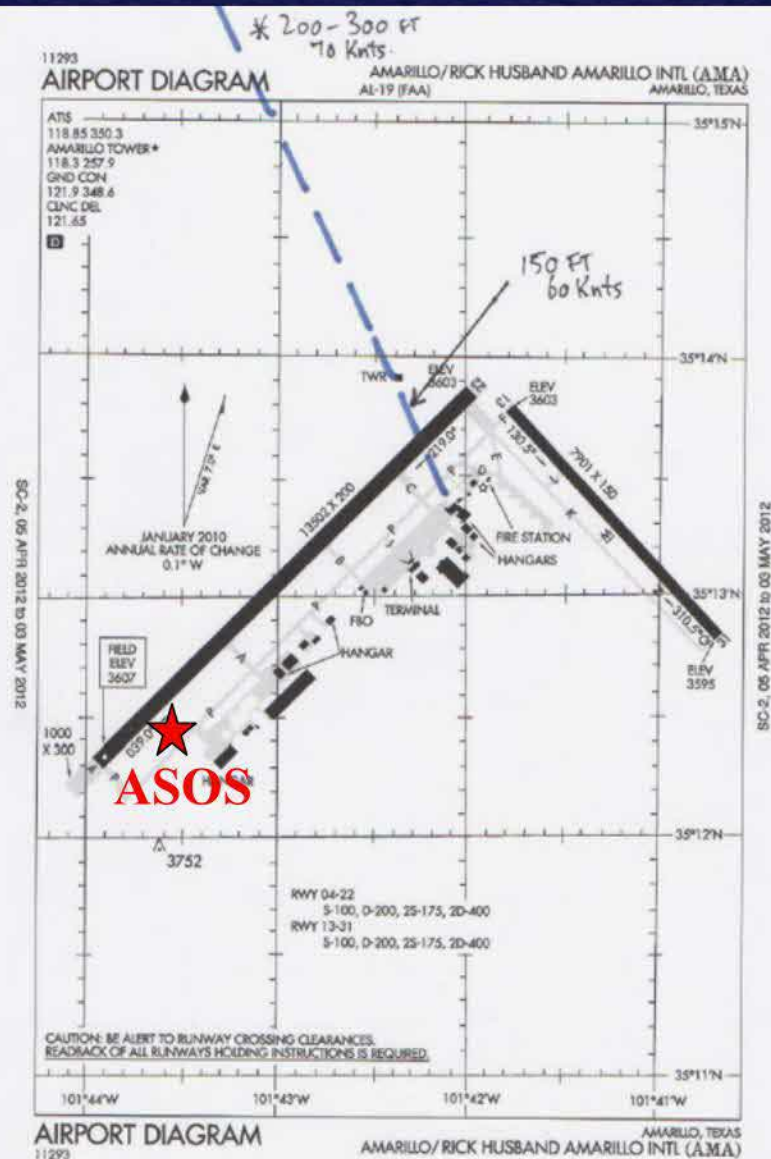 * 200-300 FT
70 Knts.
11293
AIRPORT DIAGRAM
AMARILLO/RICK HUSBAND AMARILLO INTL (AMA)
AL-19 (FAA)
AMARILLO, TEXAS
ATIS
118.85 350.3
AMARILLO TOWER*
118.3 257.9
GND CON
121.9 348.6
CLNC DEL
121.65
D
35°15'N
150 FT
60 Knts
35°14'N
TWR
ELEV
3603
22
13
ELEV
3603
VAR 7.0° E
JANUARY 2010
ANNUAL RATE OF CHANGE
0.1° W
13502 X 200
219.0°
130.5°
7901 X 150
C
P
D
E
F
J
K
FIRE STATION
HANGARS
35°13'N
TERMINAL
FBO
B
P
310.5°
31
ELEV
3595
FIELD
ELEV
3607
HANGAR
A
P
1000
X 300
039.0°
ASOS
HANGAR
35°12'N
3752
RWY 04-22
S-100, D-200, 2S-175, 2D-400
RWY 13-31
S-100, D-200, 2S-175, 2D-400
CAUTION: BE ALERT TO RUNWAY CROSSING CLEARANCES.
READBACK OF ALL RUNWAYS HOLDING INSTRUCTIONS IS REQUIRED.
35°11'N
101°44'W
101°43'W
101°42'W
101°41'W
SC-2, 05 APR 2012 to 03 MAY 2012
SC-2, 05 APR 2012 to 03 MAY 2012
AIRPORT DIAGRAM
11293
AMARILLO, TEXAS
AMARILLO/RICK HUSBAND AMARILLO INTL (AMA)